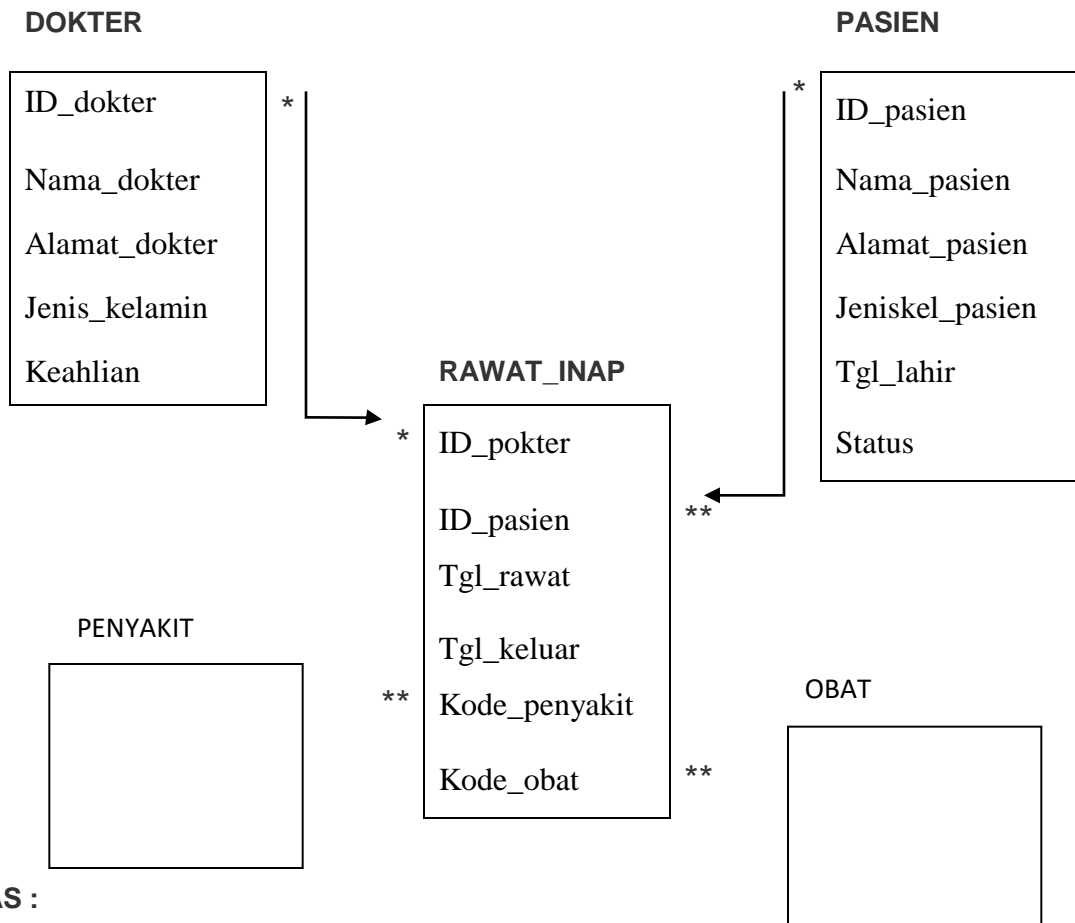 DOKTER
ID_dokter *
Nama_dokter
Alamat_dokter
Jenis_kelamin
Keahlian
PASIEN
* ID_pasien
Nama_pasien
Alamat_pasien
Jeniskel_pasien
Tgl_lahir
Status
RAWAT_INAP
* ID_pokter
ID_pasien **
Tgl_rawat
Tgl_keluar
** Kode_penyakit
Kode_obat **
PENYAKIT
OBAT
AS :